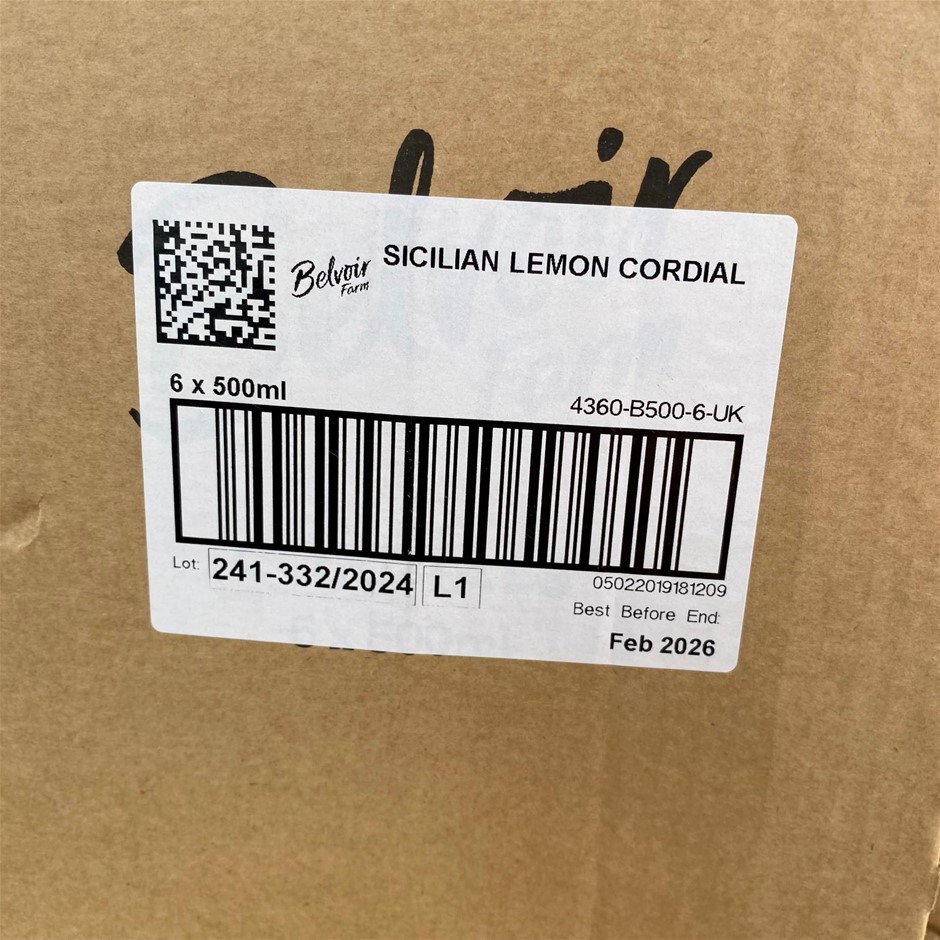 Belvoir
Belvoir
Farm
SICILIAN LEMON CORDIAL
6 x 500ml
4360-B500-6-UK
Lot: 241-332/2024 L1
05022019181209
Best Before End:
Feb 2026